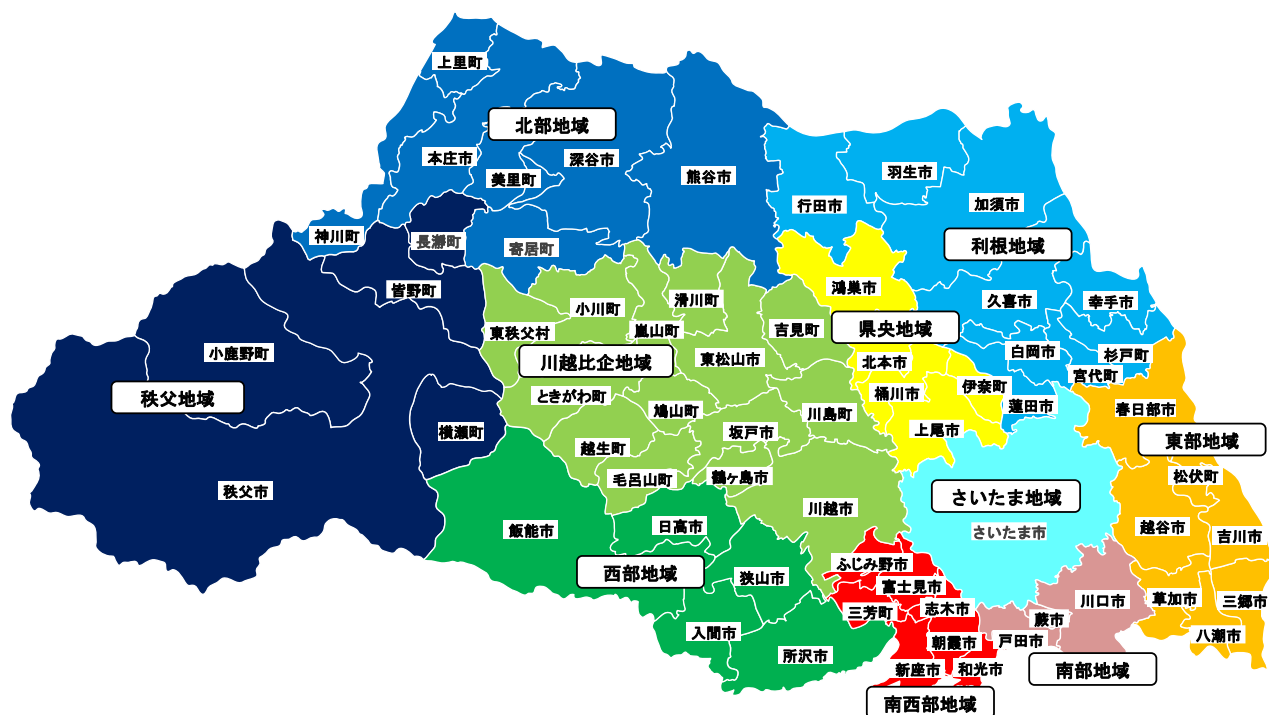 上里町
北部地域
本庄市
深谷市
美里町
熊谷市
羽生市
行田市
加須市
神川町
長瀞町
寄居町
利根地域
皆野町
小川町
滑川町
鴻巣市
久喜市
幸手市
東秩父村
嵐山町
吉見町
県央地域
小鹿野町
川越比企地域
東松山市
北本市
白岡市
杉戸町
宮代町
秩父地域
ときがわ町
鳩山町
川島町
桶川市
伊奈町
蓮田市
春日部市
横瀬町
越生町
坂戸市
上尾市
東部地域
秩父市
毛呂山町
鶴ヶ島市
川越市
さいたま地域
松伏町
飯能市
日高市
さいたま市
越谷市
吉川市
西部地域
狭山市
ふじみ野市
富士見市
三芳町
志木市
川口市
草加市
三郷市
入間市
所沢市
朝霞市
蕨市
戸田市
八潮市
新座市
和光市
南部地域
南西部地域